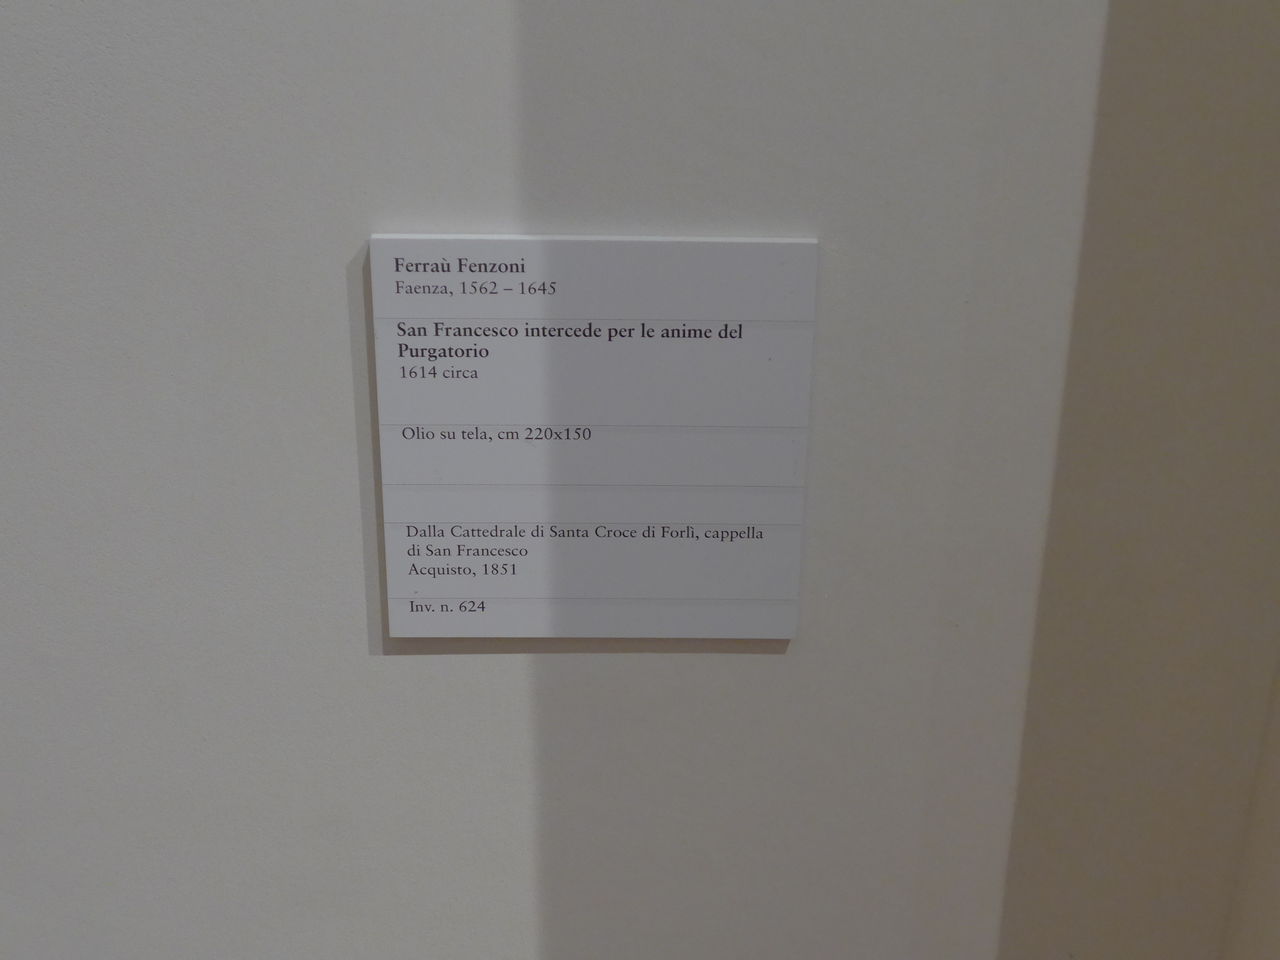 Ferraù Fenzoni
Faenza, 1562 – 1645
San Francesco intercede per le anime del
Purgatorio
1614 circa
Olio su tela, cm 220x150
Dalla Cattedrale di Santa Croce di Forlì, cappella
di San Francesco
Acquisto, 1851
Inv. n. 624